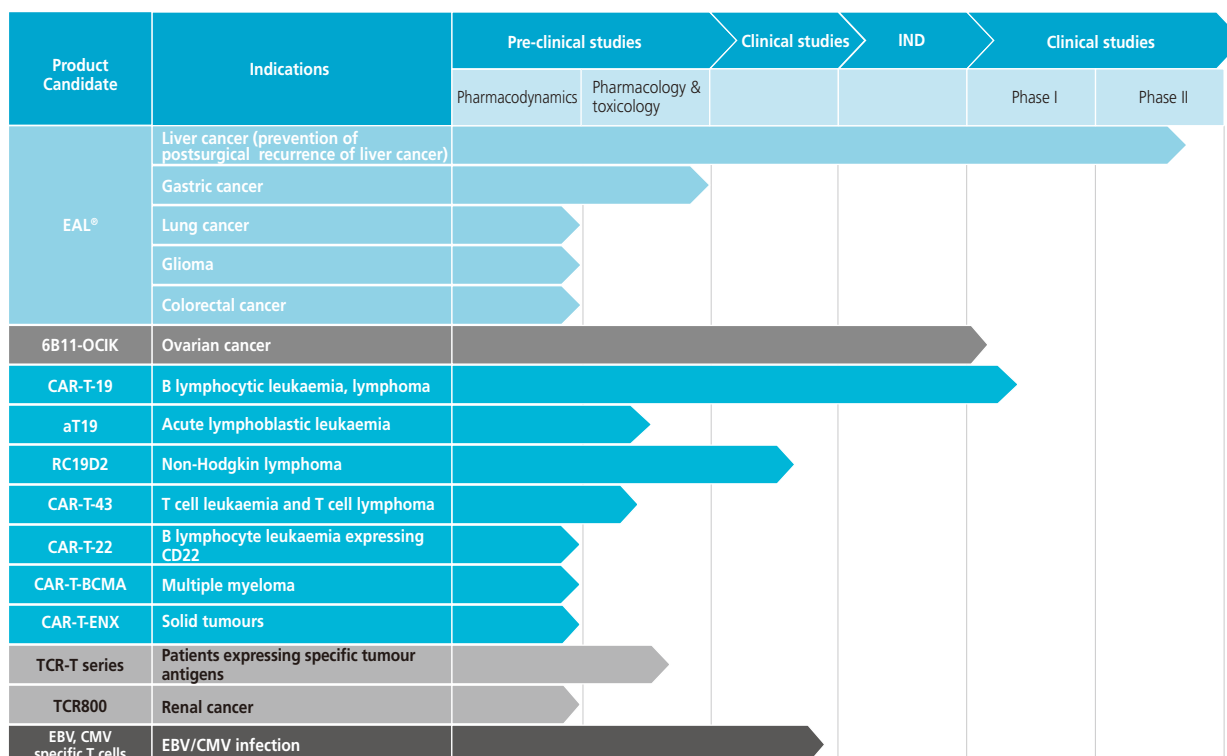 Product
Candidate
Indications
Pre-clinical studies
Clinical studies
IND
Clinical studies
Pharmacodynamics
Pharmacology &
toxicology
Phase I
Phase II
EAL®
Liver cancer (prevention of
postsurgical recurrence of liver cancer)
Gastric cancer
Lung cancer
Glioma
Colorectal cancer
6B11-OCIK
Ovarian cancer
CAR-T-19
B lymphocytic leukaemia, lymphoma
aT19
Acute lymphoblastic leukaemia
RC19D2
Non-Hodgkin lymphoma
CAR-T-43
T cell leukaemia and T cell lymphoma
CAR-T-22
B lymphocyte leukaemia expressing
CD22
CAR-T-BCMA
Multiple myeloma
CAR-T-ENX
Solid tumours
TCR-T series
Patients expressing specific tumour
antigens
TCR800
Renal cancer
EBV, CMV
specific T cells
EBV/CMV infection